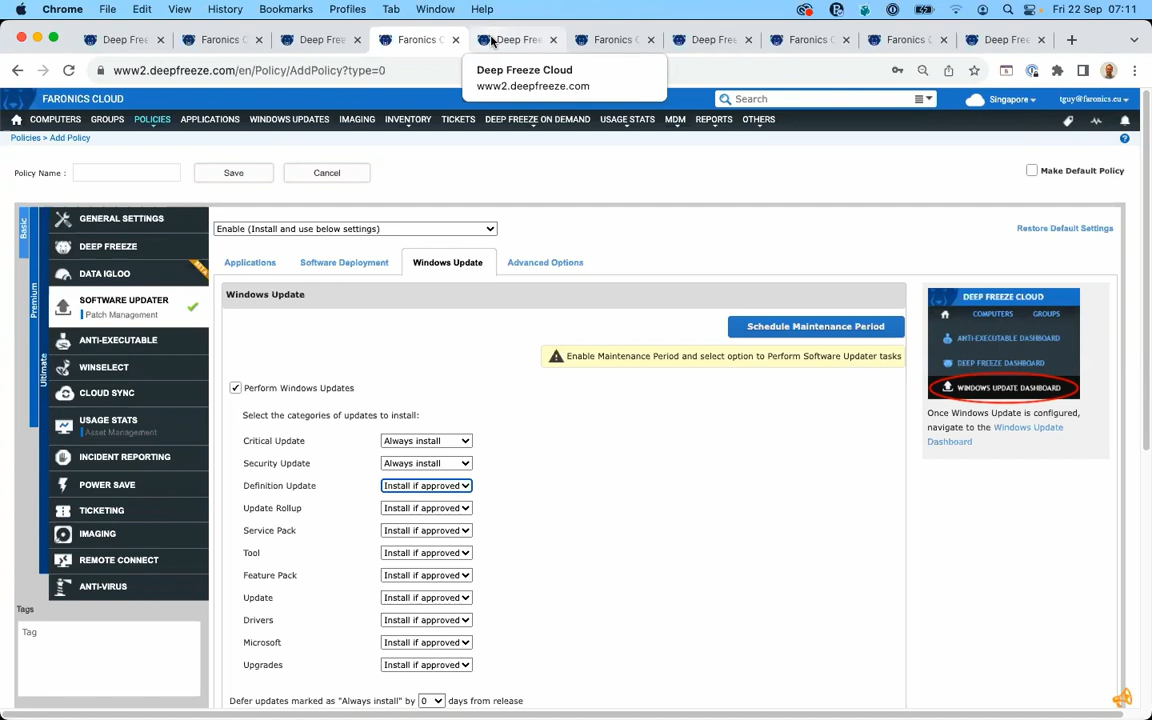 Chrome File Edit View History Bookmarks Profiles Tab Window Help Fri 22 Sep 07:11
Deep Free Faronics C Deep Free Faronics C Deep Free Faronics C Deep Free Faronics C Faronics C Deep Free
www2.deepfreeze.com/en/Policy/AddPolicy?type=0
Deep Freeze Cloud
www2.deepfreeze.com
FARONICS CLOUD Search Singapore tguy@faronics.eu
COMPUTERS GROUPS POLICIES APPLICATIONS WINDOWS UPDATES IMAGING INVENTORY TICKETS DEEP FREEZE ON DEMAND USAGE STATS MDM REPORTS OTHERS
Policies > Add Policy
Policy Name : Save Cancel Make Default Policy
Basic
Premium
Ultimate
GENERAL SETTINGS
DEEP FREEZE
DATA IGLOO
BETA
SOFTWARE UPDATER
Patch Management
ANTI-EXECUTABLE
WINSELECT
CLOUD SYNC
USAGE STATS
Asset Management
INCIDENT REPORTING
POWER SAVE
TICKETING
IMAGING
REMOTE CONNECT
ANTI-VIRUS
Tags
Tag
Enable (Install and use below settings) Restore Default Settings
Applications Software Deployment Windows Update Advanced Options
Windows Update
Schedule Maintenance Period
Enable Maintenance Period and select option to Perform Software Updater tasks
Perform Windows Updates
Select the categories of updates to install:
Critical Update Always install
Security Update Always install
Definition Update Install if approved
Update Rollup Install if approved
Service Pack Install if approved
Tool Install if approved
Feature Pack Install if approved
Update Install if approved
Drivers Install if approved
Microsoft Install if approved
Upgrades Install if approved
Defer updates marked as "Always install" by 0 days from release
DEEP FREEZE CLOUD
COMPUTERS GROUPS
ANTI-EXECUTABLE DASHBOARD
DEEP FREEZE DASHBOARD
WINDOWS UPDATE DASHBOARD
Once Windows Update is configured,
navigate to the Windows Update
Dashboard